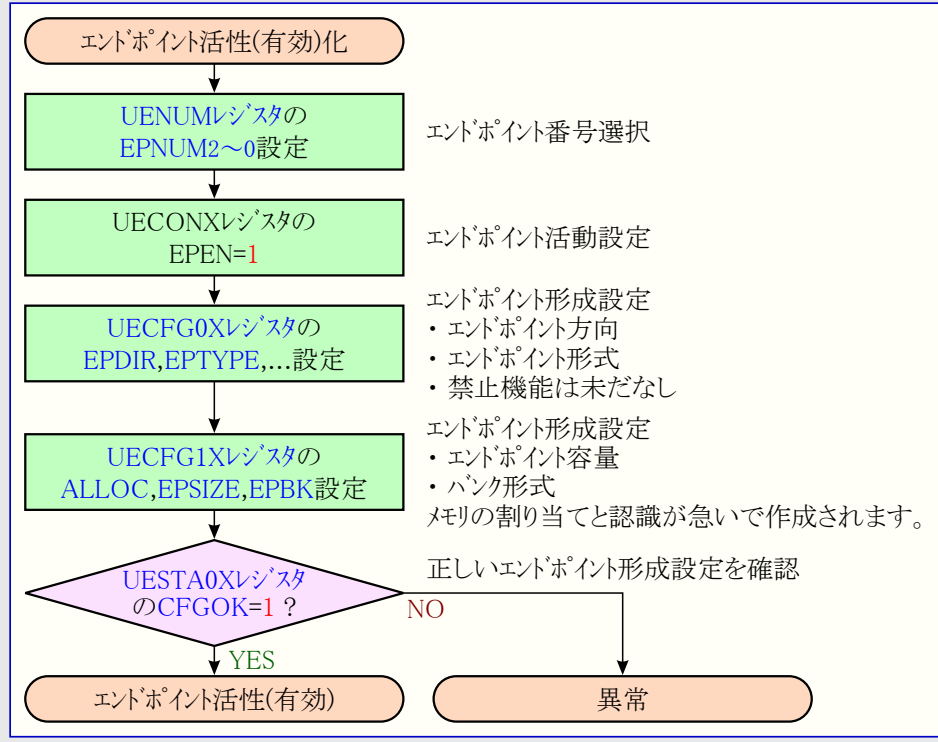 エンドポイント活性(有効)化
UENUMレジスタの
EPNUM2～0設定
エンドポイント番号選択
UECONXレジスタの
EPEN=1
エンドポイント活動設定
UECFG0Xレジスタの
EPDIR,EPTYPE,…設定
エンドポイント形成設定
・ エンドポイント方向
・ エンドポイント形式
・ 禁止機能は未だなし
UECFG1Xレジスタの
ALLOC,EPSIZE,EPBK設定
エンドポイント形成設定
・ エンドポイント容量
・ バンク形式
メモリの割り当てと認識が急いで作成されます。
UESTA0Xレジスタ
のCFGOK=1 ?
正しいエンドポイント形成設定を確認
NO
YES
エンドポイント活性(有効)
異常